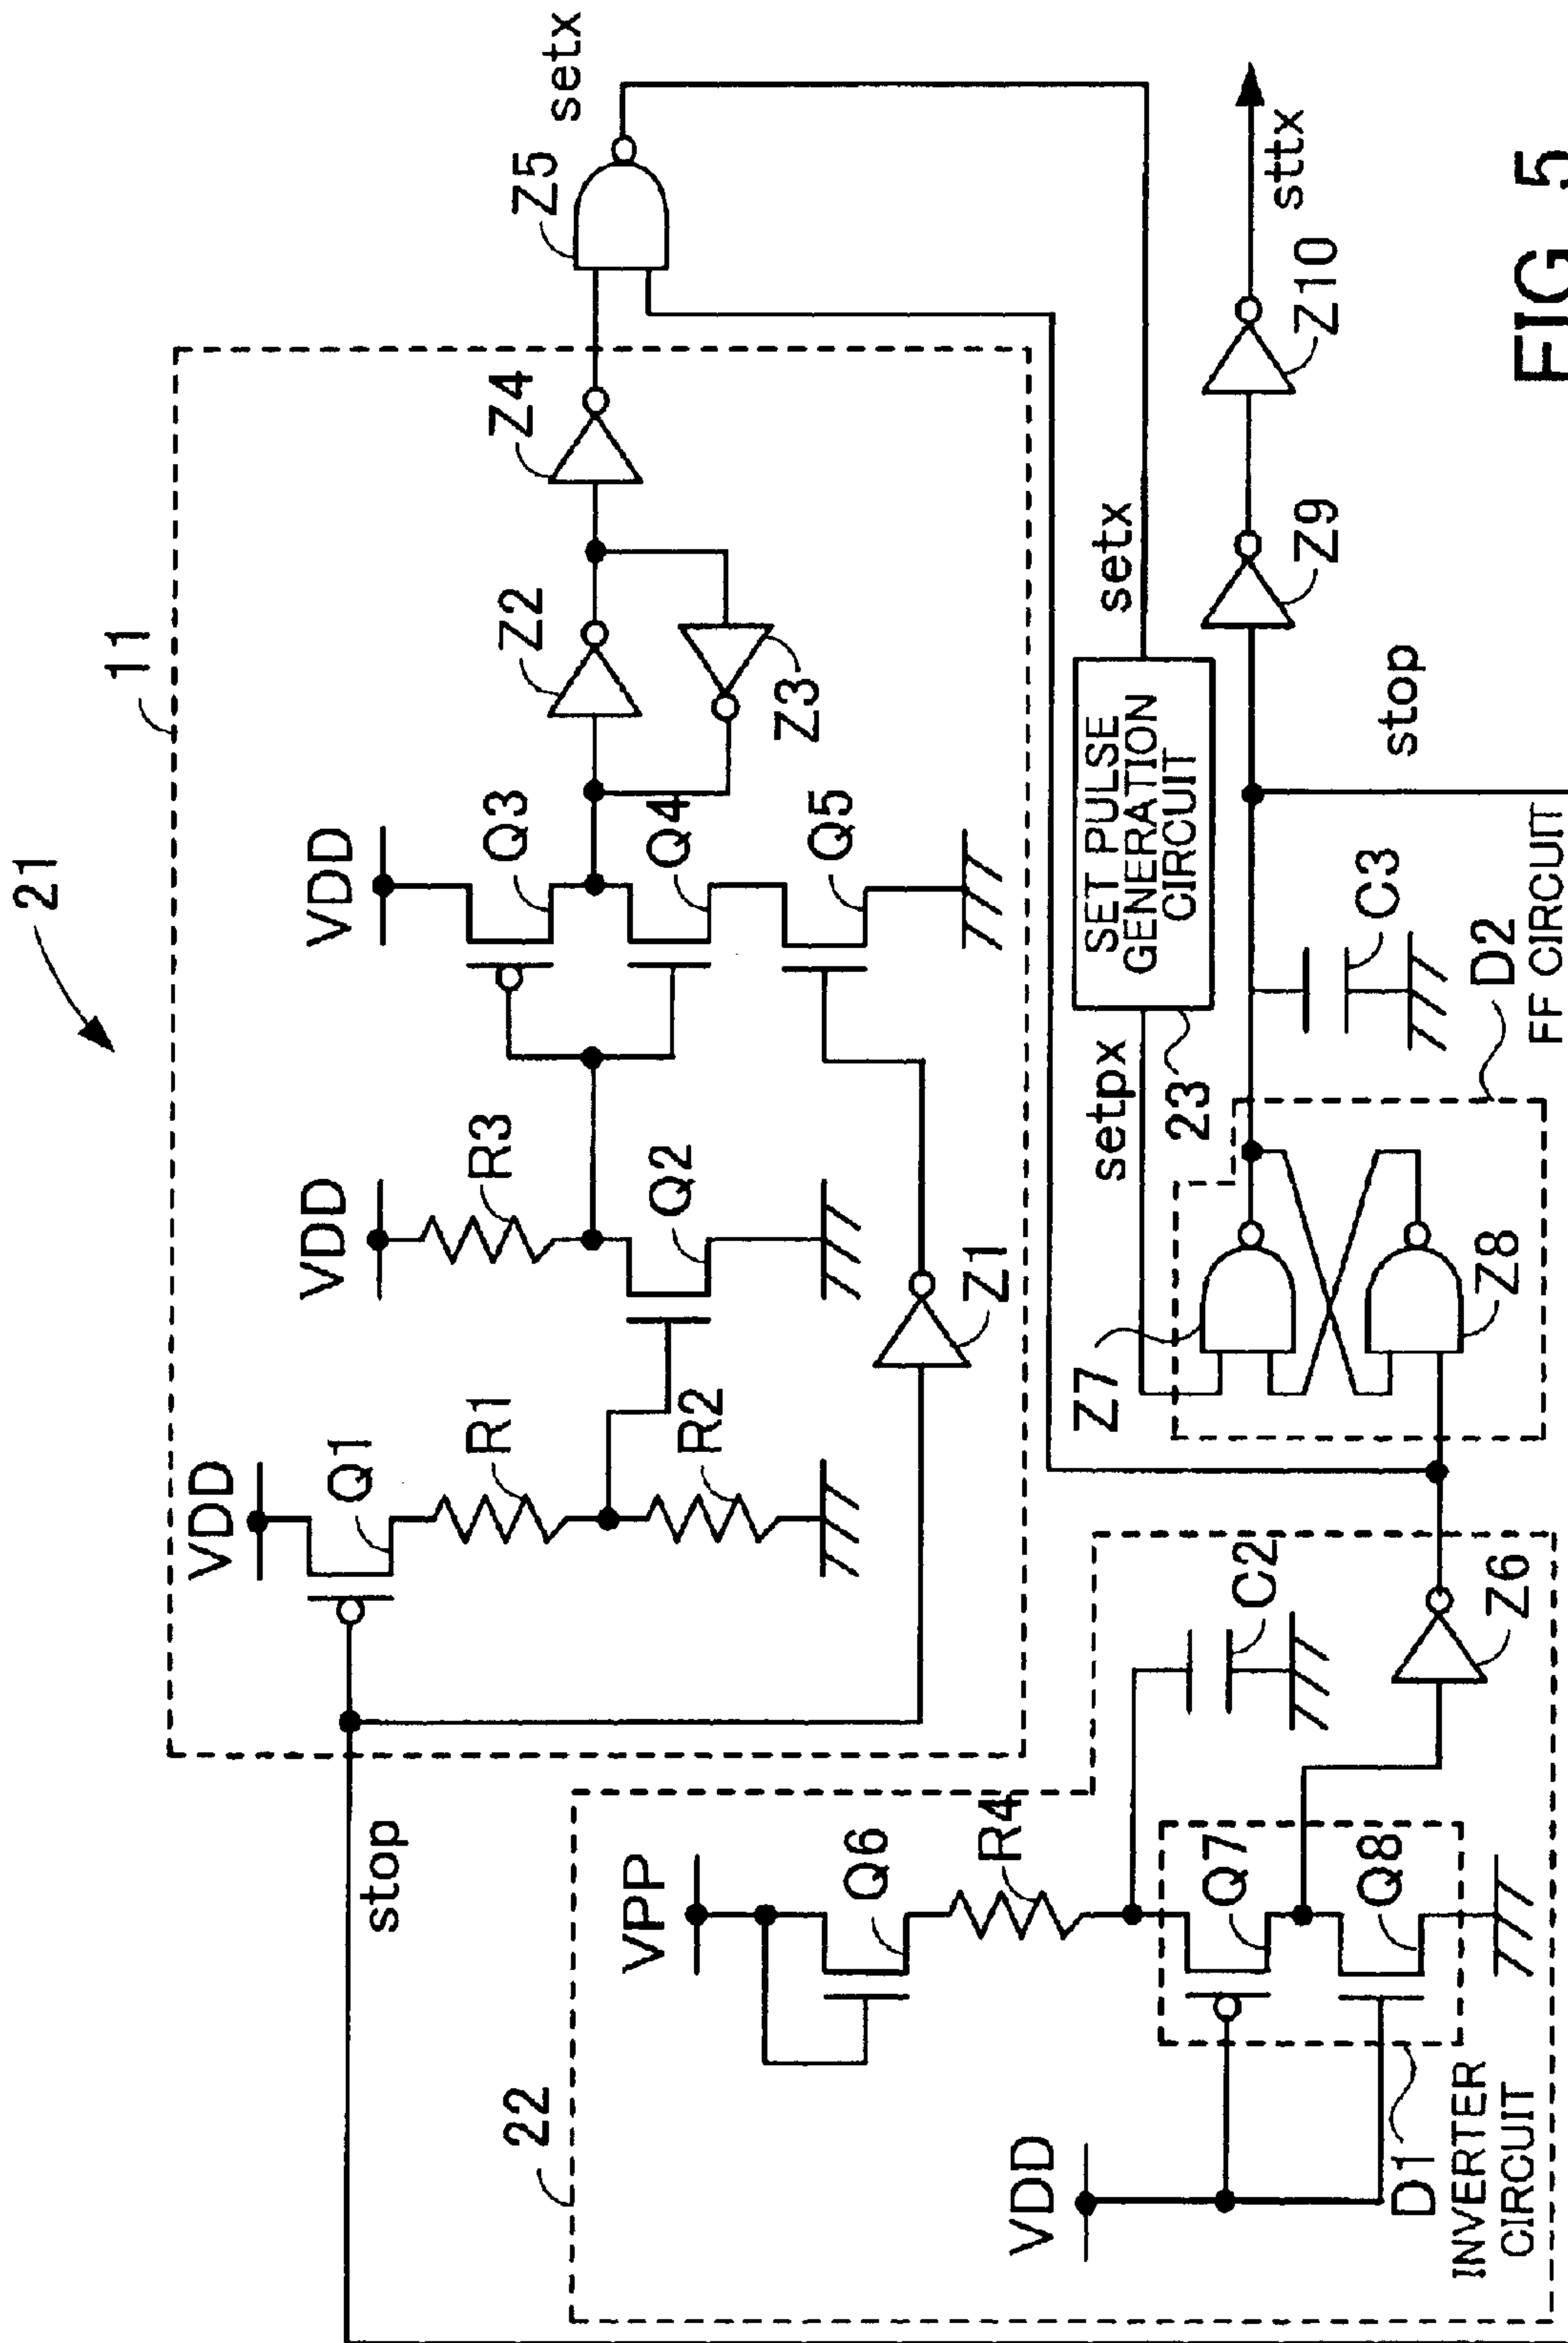 21
11
VDD
Q1
R1
R2
VDD
R3
Q2
Z1
VDD
Q3
Q4
Q5
Z2
Z3
Z4
Z5
setx
stop
22
VPP
Q6
R4
C2
VDD
Q7
Q8
D1
INVERTER
CIRCUIT
Z6
setpx
23
SET PULSE
GENERATION
CIRCUIT
setx
Z7
Z8
D2
FF CIRCUIT
C3
stop
Z9
Z10
sttx
FIG. 5